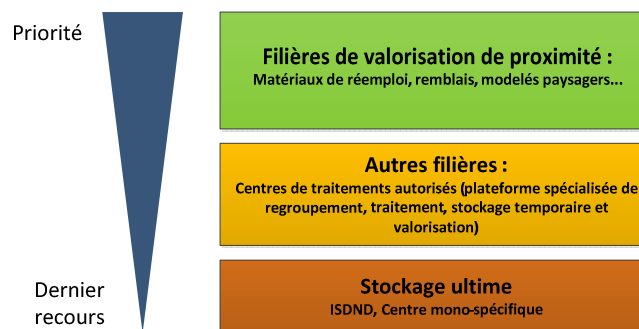 Priorité
Filières de valorisation de proximité :
Matériaux de réemploi, remblais, modelés paysagers...
Autres filières :
Centres de traitements autorisés (plateforme spécialisée de
regroupement, traitement, stockage temporaire et
valorisation)
Dernier
recours
Stockage ultime
ISDND, Centre mono-spécifique